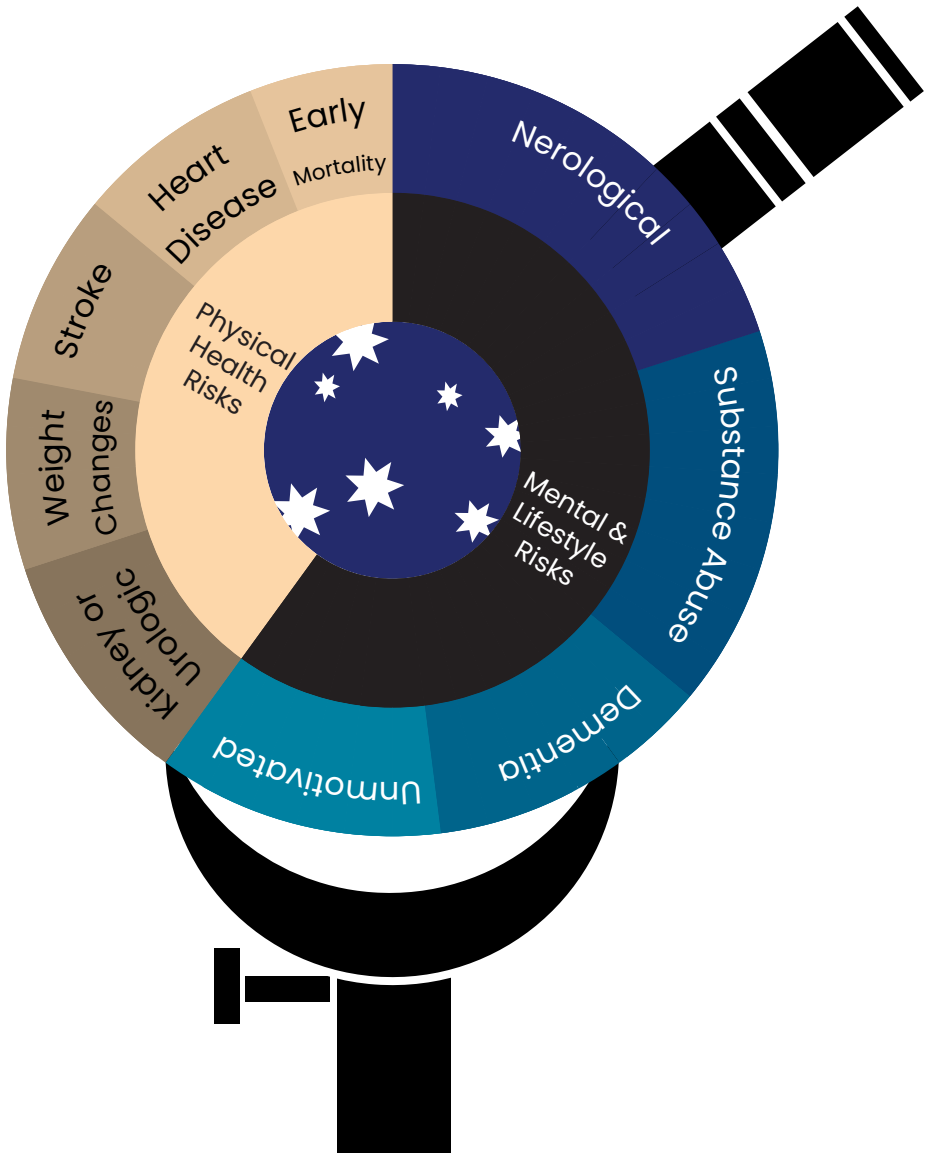 Early
Mortality
Heart
Disease
Stroke
Weight
Changes
Kidney or
Urologic
Physical
Health
Risks
Nerological
Substance Abuse
Dementia
Unmotivated
Mental &
Lifestyle
Risks